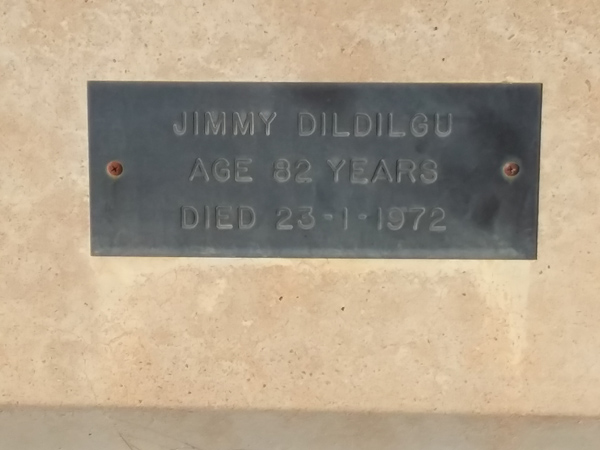 JIMMY DILDILGU
AGE 82 YEARS
DIED 23-1-1972